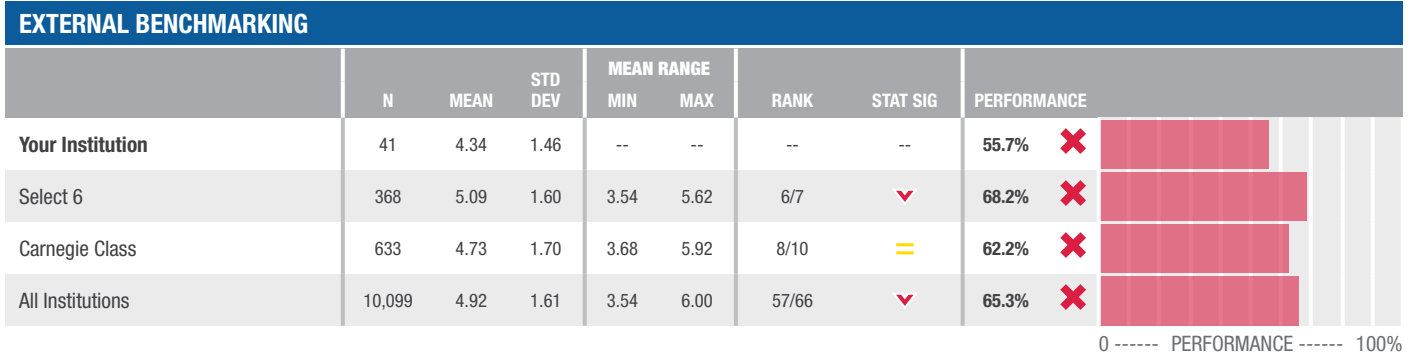 EXTERNAL BENCHMARKING
N MEAN STD DEV MEAN RANGE MIN MAX RANK STAT SIG PERFORMANCE
Your Institution 41 4.34 1.46 -- -- -- -- 55.7%
Select 6 368 5.09 1.60 3.54 5.62 6/7 68.2%
Carnegie Class 633 4.73 1.70 3.68 5.92 8/10 = 62.2%
All Institutions 10,099 4.92 1.61 3.54 6.00 57/66 65.3%
0 ------ PERFORMANCE ------ 100%